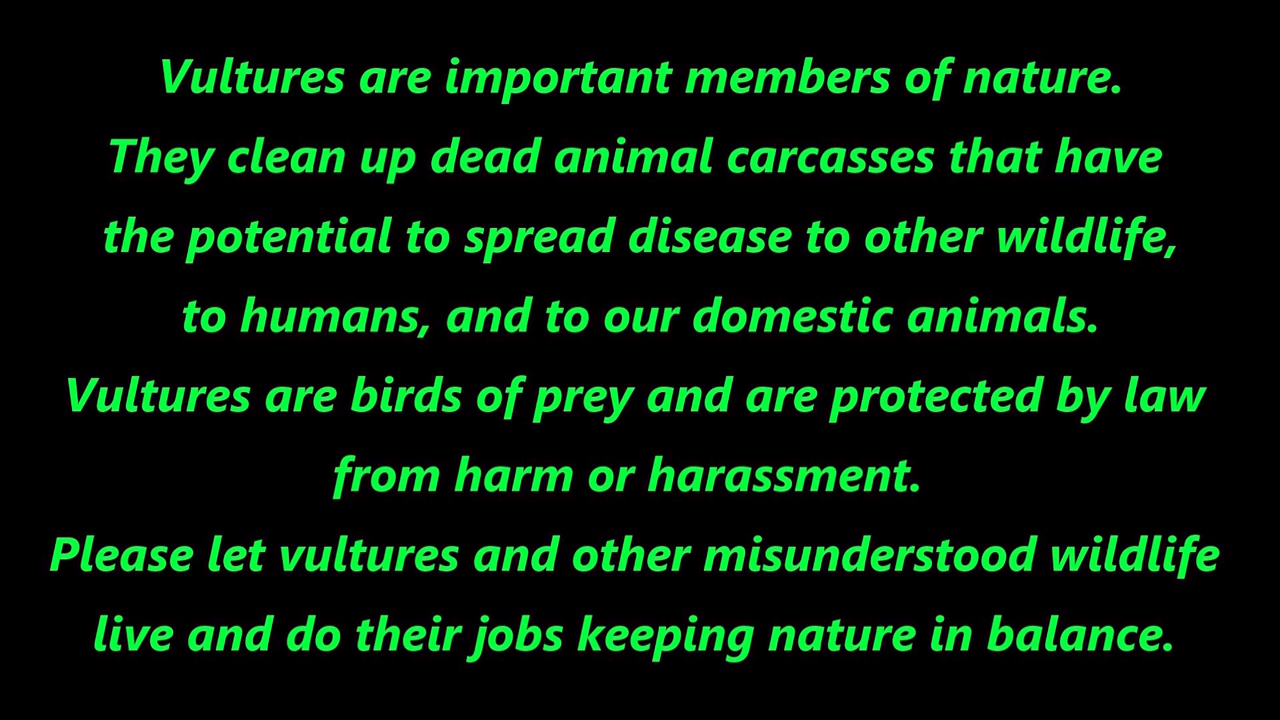 Vultures are important members of nature.
They clean up dead animal carcasses that have
the potential to spread disease to other wildlife,
to humans, and to our domestic animals.
Vultures are birds of prey and are protected by law
from harm or harassment.
Please let vultures and other misunderstood wildlife
live and do their jobs keeping nature in balance.